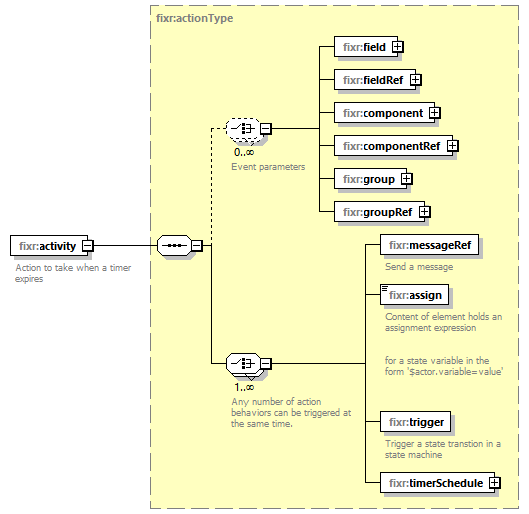 fixr:actionType
fixr:field
fixr:fieldRef
fixr:component
0..∞
Event parameters
fixr:componentRef
fixr:group
fixr:groupRef
fixr:activity
Action to take when a timer
expires
fixr:messageRef
Send a message
fixr:assign
Content of element holds an
assignment expression
for a state variable in the
form '$actor.variable=value'
1..∞
Any number of action
behaviors can be triggered at
the same time.
fixr:trigger
Trigger a state transtion in a
state machine
fixr:timerSchedule